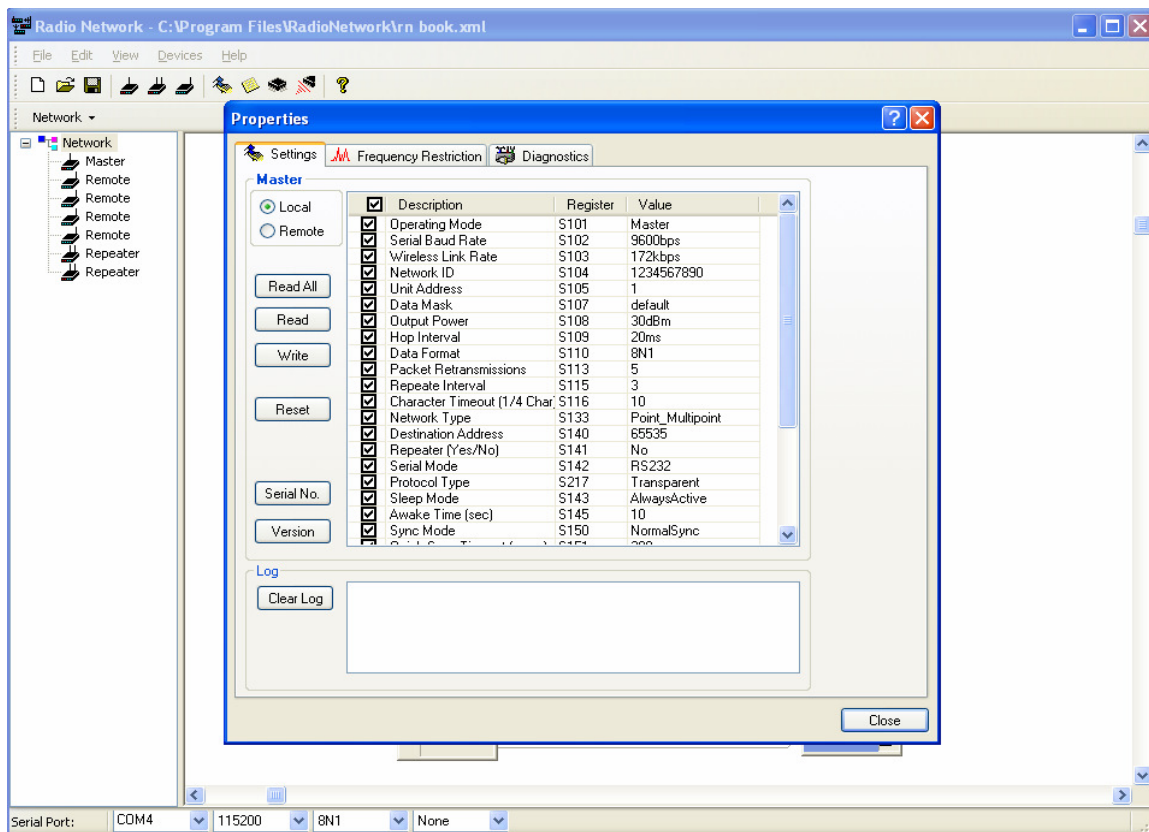 Radio Network - C:\Program Files\RadioNetwork\rn book.xml
File Edit View Devices Help
Network
Network
Master
Remote
Remote
Remote
Remote
Repeater
Repeater
Properties
Settings Frequency Restriction Diagnostics
Master
Local
Remote
Read All
Read
Write
Reset
Serial No.
Version
Description Register Value
Operating Mode S101 Master
Serial Baud Rate S102 9600bps
Wireless Link Rate S103 172kbps
Network ID S104 1234567890
Unit Address S105 1
Data Mask S107 default
Output Power S108 30dBm
Hop Interval S109 20ms
Data Format S110 8N1
Packet Retransmissions S113 5
Repeate Interval S115 3
Character Timeout (1/4 Char S116 10
Network Type S133 Point_Multipoint
Destination Address S140 65535
Repeater (Yes/No) S141 No
Serial Mode S142 RS232
Protocol Type S217 Transparent
Sleep Mode S143 AlwaysActive
Awake Time (sec) S145 10
Sync Mode S150 NormalSync
Log
Clear Log
Close
Serial Port: COM4 115200 8N1 None